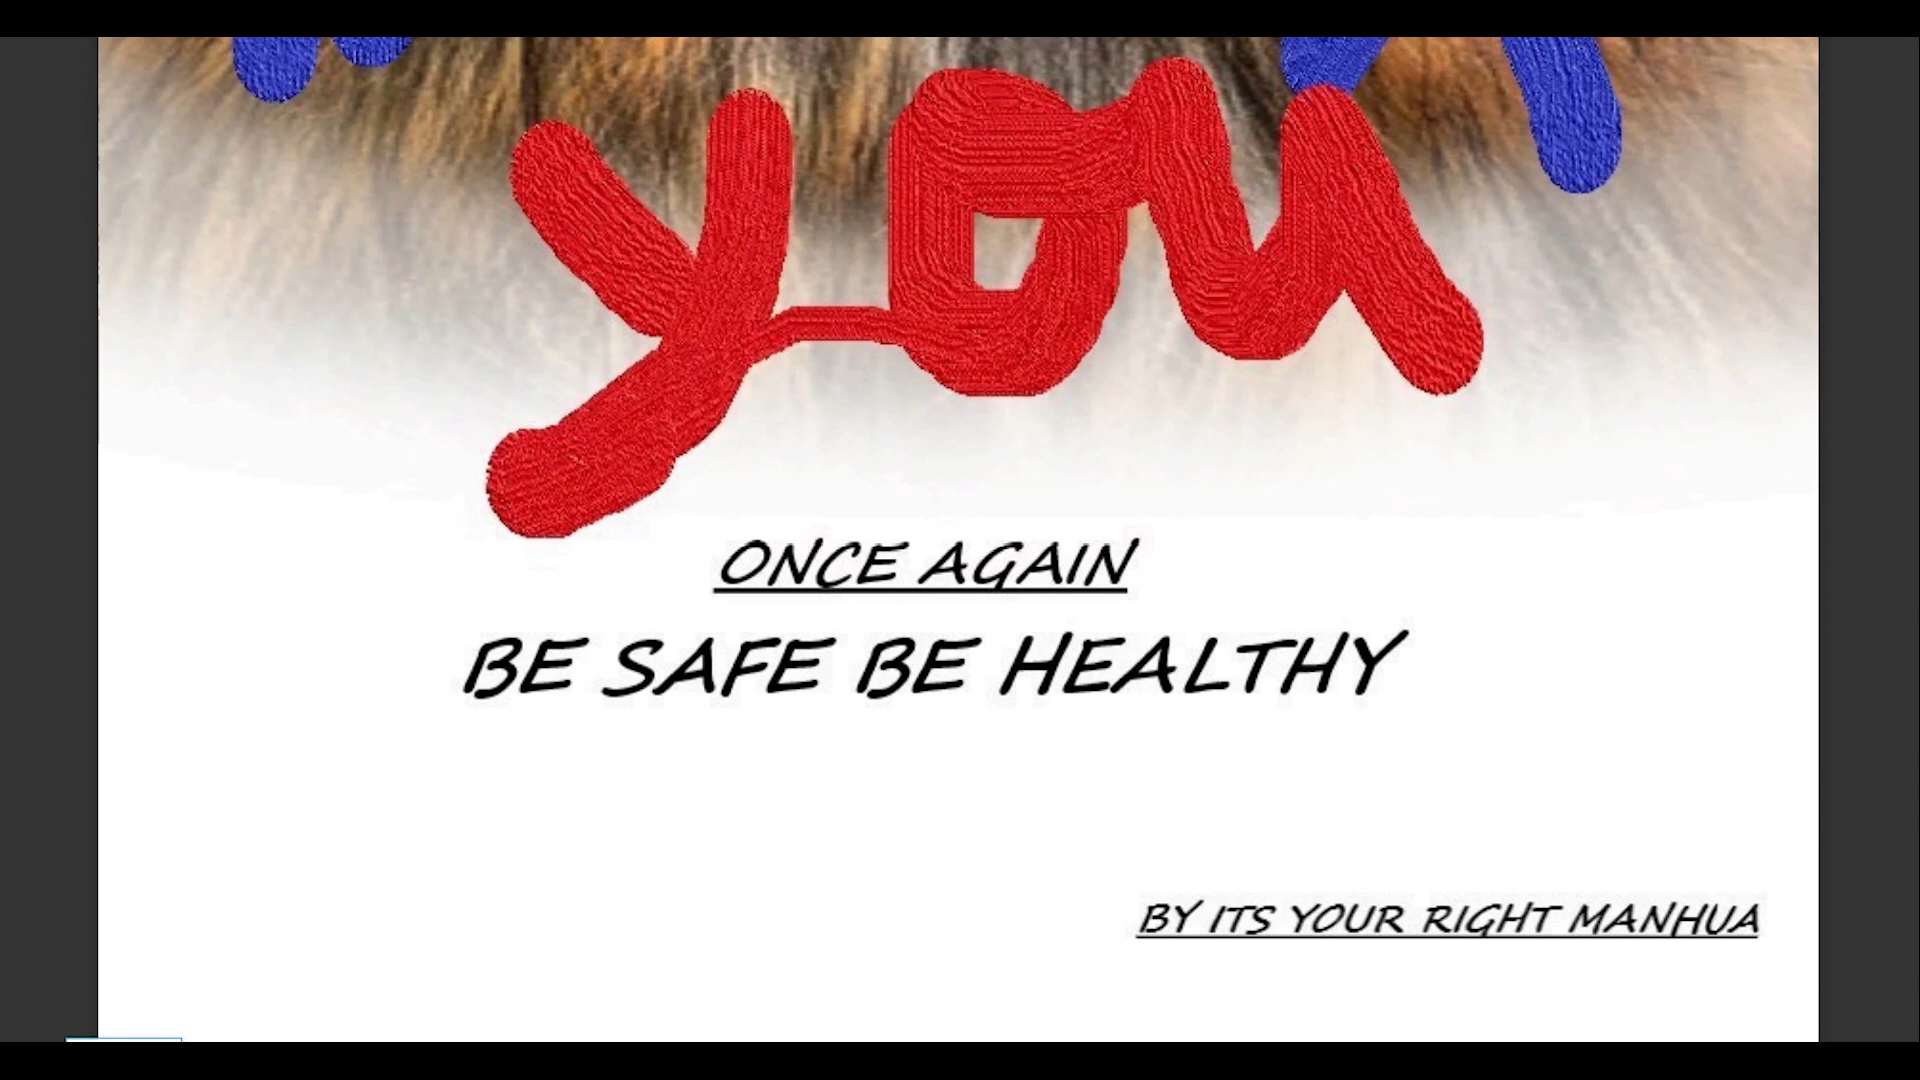 you
ONCE AGAIN
BE SAFE BE HEALTHY
BY ITS YOUR RIGHT MANHUA